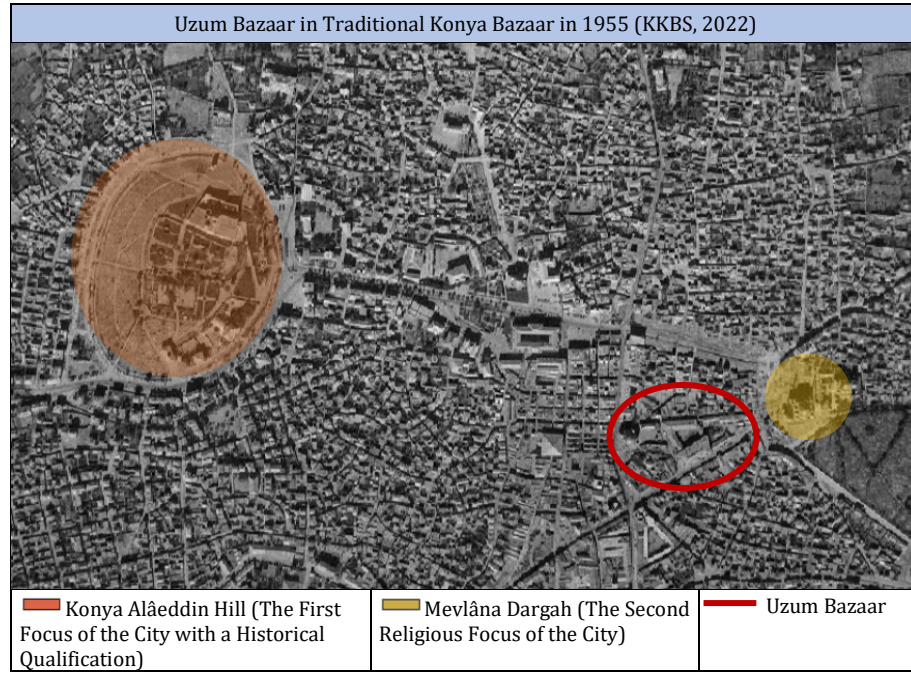 Uzum Bazaar in Traditional Konya Bazaar in 1955 (KKBS, 2022)
Konya Alâeddin Hill (The First
Focus of the City with a Historical
Qualification)
Mevlâna Dargah (The Second
Religious Focus of the City)
Uzum Bazaar